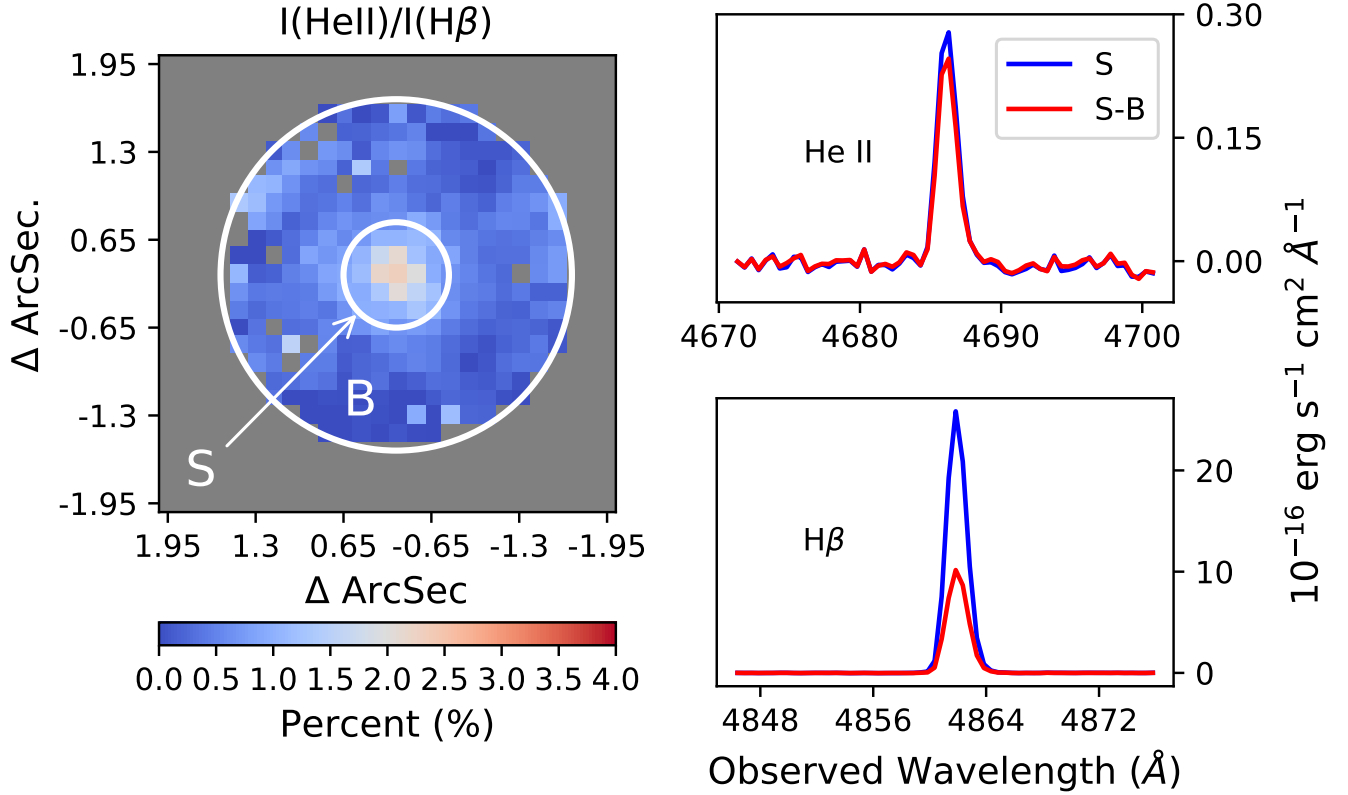 I(HeII)/I(Hβ)
1.95
1.3
0.65
-0.65
-1.3
-1.95
Δ ArcSec.
B
S
1.95 1.3 0.65 -0.65 -1.3 -1.95
Δ ArcSec
0.0 0.5 1.0 1.5 2.0 2.5 3.0 3.5 4.0
Percent (%)
S
S-B
He II
0.30
0.15
0.00
4670 4680 4690 4700
Hβ
20
10
0
4848 4856 4864 4872
Observed Wavelength (Å)
10⁻¹⁶ erg s⁻¹ cm² Å⁻¹